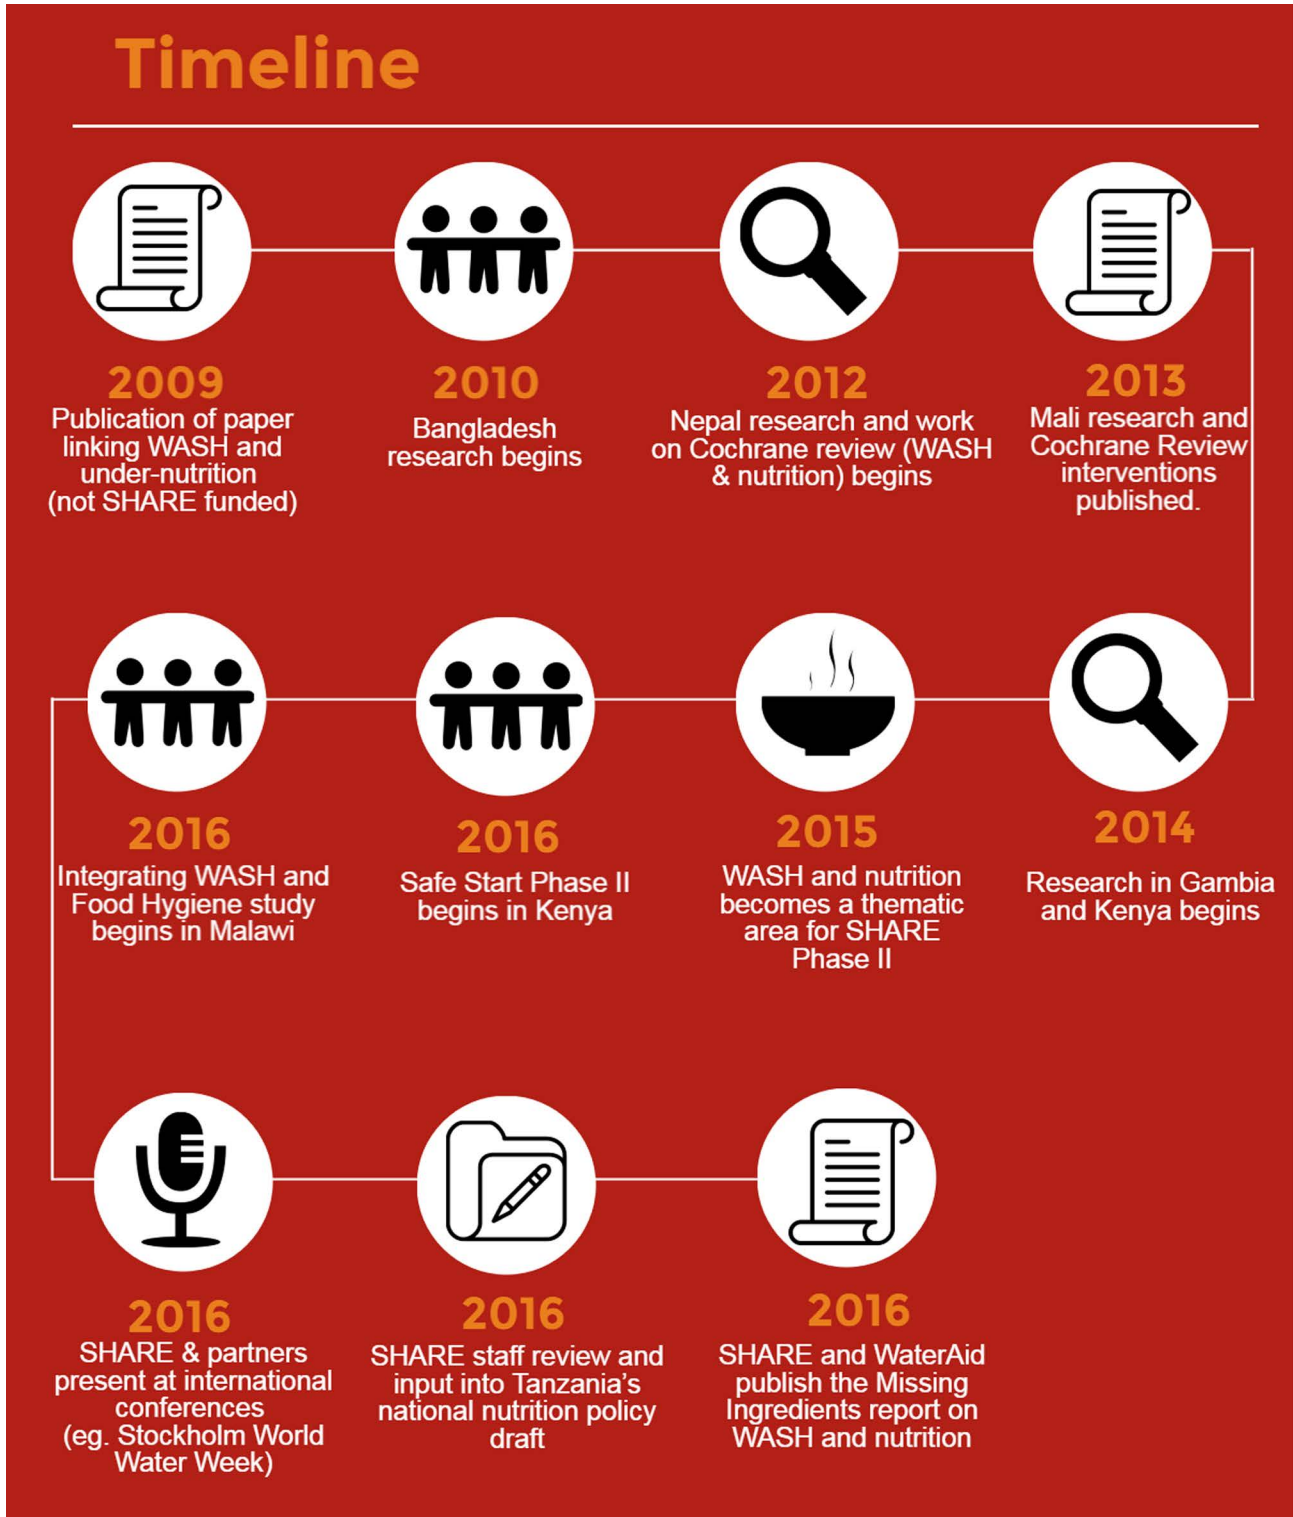 Timeline
2009
Publication of paper
linking WASH and
under-nutrition
(not SHARE funded)
2010
Bangladesh
research begins
2012
Nepal research and work
on Cochrane review (WASH
& nutrition) begins
2013
Mali research and
Cochrane Review
interventions
published.
2014
Research in Gambia
and Kenya begins
2015
WASH and nutrition
becomes a thematic
area for SHARE
Phase II
2016
Safe Start Phase II
begins in Kenya
2016
Integrating WASH and
Food Hygiene study
begins in Malawi
2016
SHARE & partners
present at international
conferences
(eg. Stockholm World
Water Week)
2016
SHARE staff review and
input into Tanzania's
national nutrition policy
draft
2016
SHARE and WaterAid
publish the Missing
Ingredients report on
WASH and nutrition